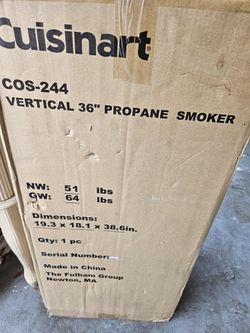 Cuisinart®
COS-244
VERTICAL 36" PROPANE SMOKER
NW: 51 lbs
GW: 64 lbs
Dimensions:
19.3 x 18.1 x 38.6in.
Qty: 1 pc
Serial Number:
Made in China
The Fulham Group
Newton, MA